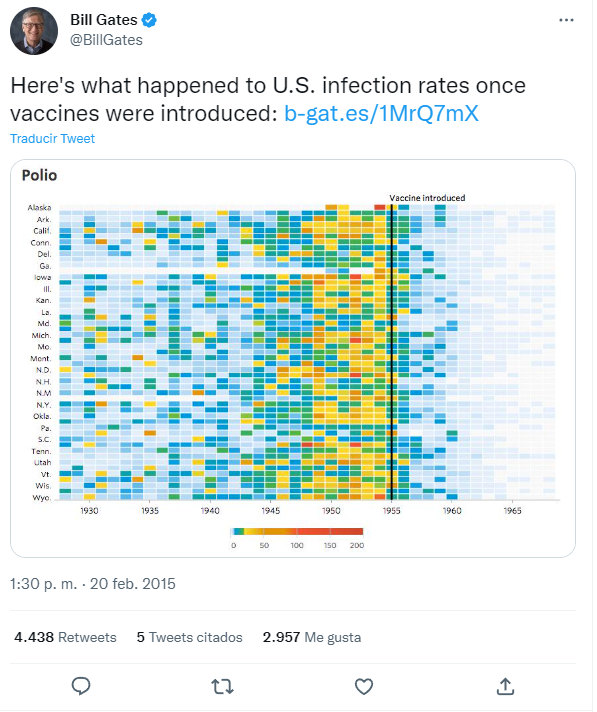 Bill Gates
@BillGates
Here's what happened to U.S. infection rates once
vaccines were introduced: b-gat.es/1MrQ7mX
Traducir Tweet
Polio
Vaccine introduced
Alaska
Ark.
Calif.
Conn.
Del.
Ga.
Iowa
Ill.
Kan.
La.
Md.
Mich.
Mo.
Mont.
N.D.
N.H.
N.M
N.Y.
Okla.
Pa.
S.C.
Tenn.
Utah
Vt.
Wis.
Wyo.
1930 1935 1940 1945 1950 1955 1960 1965
0 50 100 150 200
1:30 p. m. · 20 feb. 2015
4.438 Retweets 5 Tweets citados 2.957 Me gusta